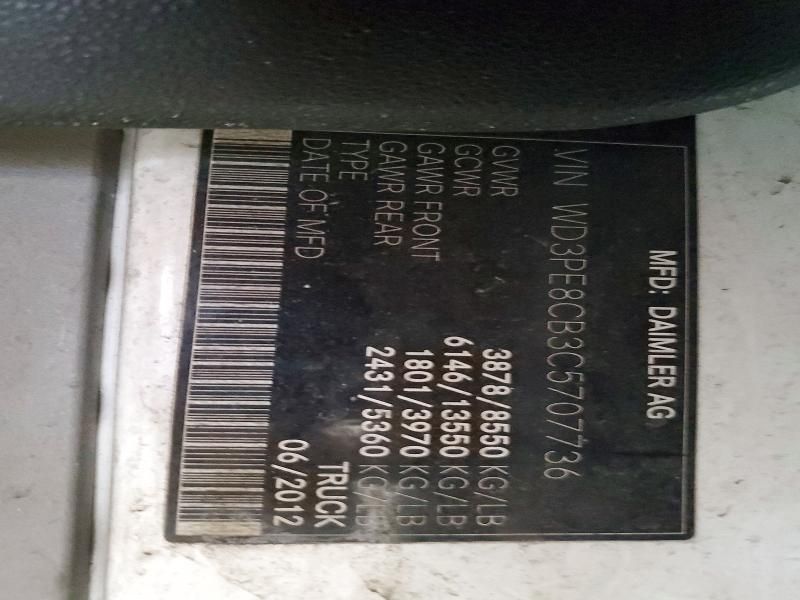 MFD: DAIMLER AG
VIN WD3PE8CB3C5707736
GVWR 3878/8550 KG/LB
GCWR 6146/13550 KG/LB
GAWR FRONT 1801/3970 KG/LB
GAWR REAR 2431/5360 KG/LB
TYPE TRUCK
DATE OF MFD 06/2012